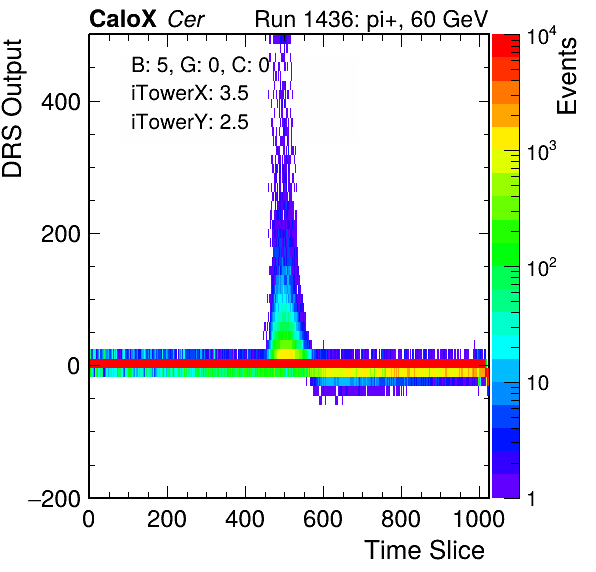 CaloX Cer Run 1436: pi+, 60 GeV
B: 5, G: 0, C: 0
iTowerX: 3.5
iTowerY: 2.5
DRS Output
400
200
0
−200
0 200 400 600 800 1000
Time Slice
Events
10^4
10^3
10^2
10
1